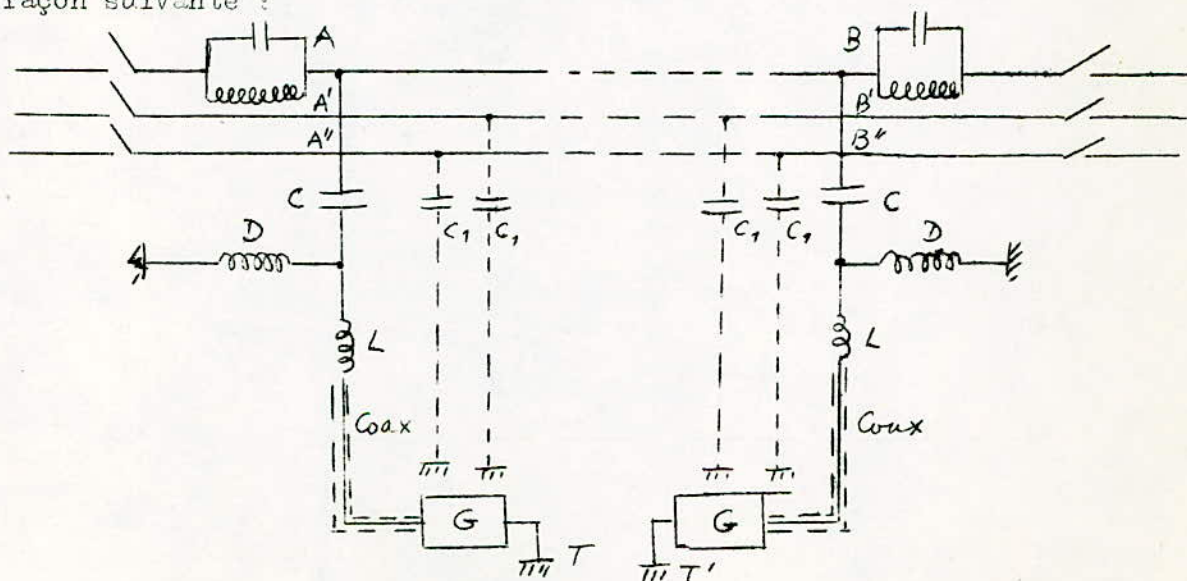 façon suivante :
A B
A' B'
A" B"
C C₁ C₁ C₁ C₁ C
D D
L L
Coax Coax
G G
T T'